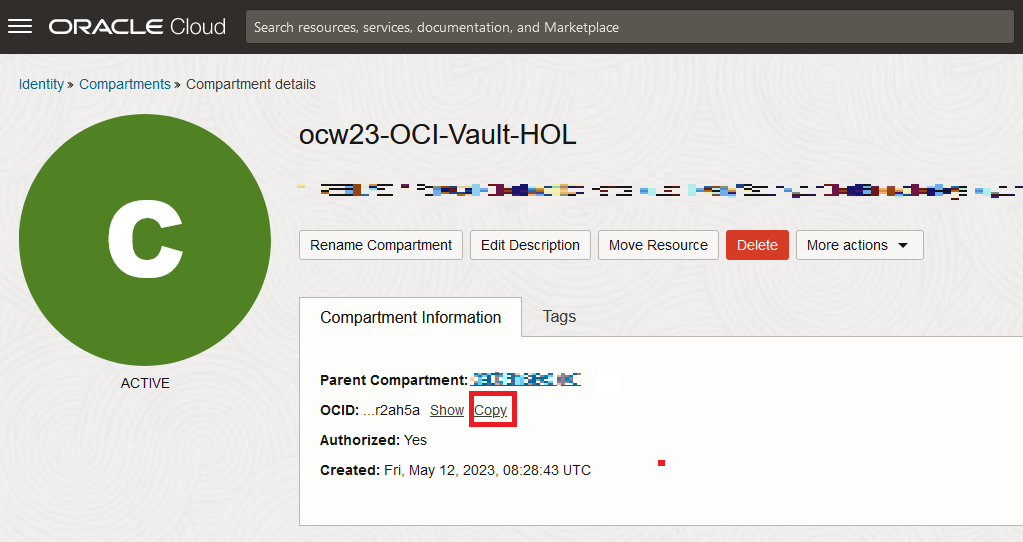 ORACLE Cloud
Search resources, services, documentation, and Marketplace
Identity » Compartments » Compartment details
C
ACTIVE
ocw23-OCI-Vault-HOL
Rename Compartment Edit Description Move Resource Delete More actions
Compartment Information Tags
Parent Compartment:
OCID: ...r2ah5a Show Copy
Authorized: Yes
Created: Fri, May 12, 2023, 08:28:43 UTC